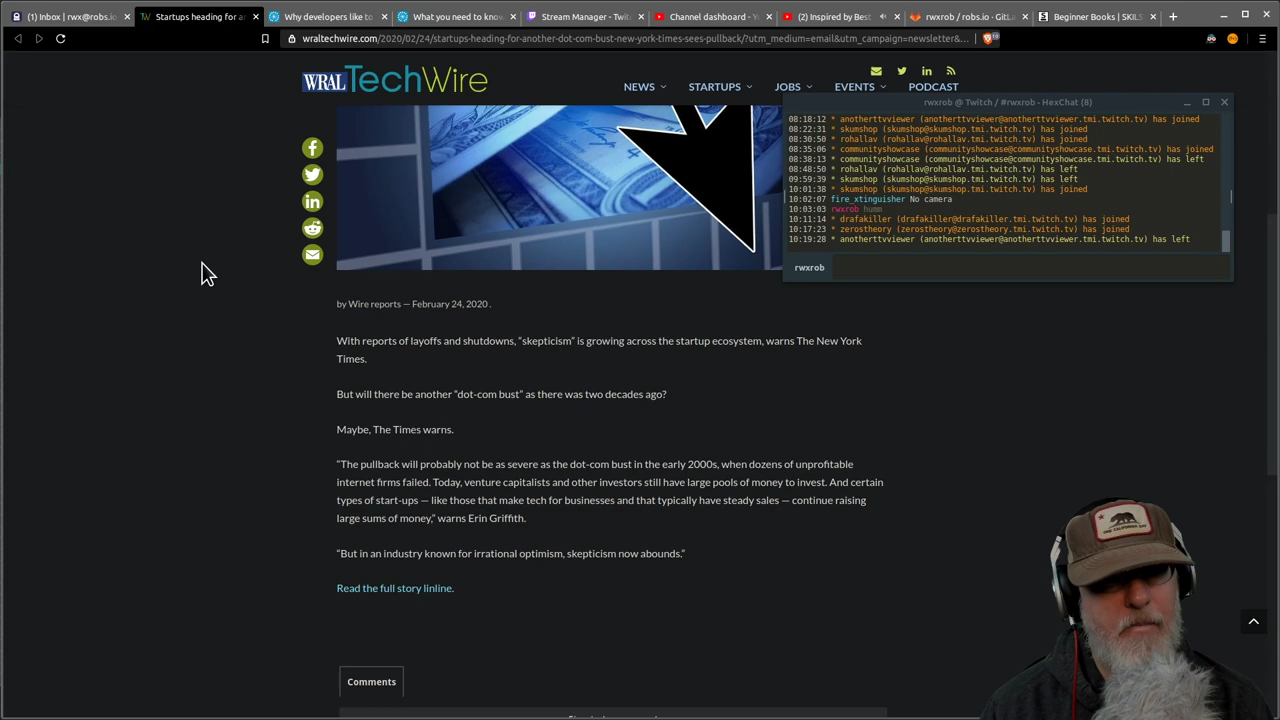 (1) Inbox | rwx@robs.io
Startups heading for an
Why developers like to
What you need to know
Stream Manager - Twitc
Channel dashboard - Yo
(2) Inspired by Best
rwxrob / robs.io · GitLa
Beginner Books | SKILS
wraltechwire.com/2020/02/24/startups-heading-for-another-dot-com-bust-new-york-times-sees-pullback/?utm_medium=email&utm_campaign=newsletter&...
WRAL TechWire
NEWS
STARTUPS
JOBS
EVENTS
PODCAST
rwxrob @ Twitch / #rwxrob - HexChat (8)
08:18:12 * anotherttvviewer (anotherttvviewer@anotherttvviewer.tmi.twitch.tv) has joined
08:22:31 * skumshop (skumshop@skumshop.tmi.twitch.tv) has joined
08:30:50 * rohallav (rohallav@rohallav.tmi.twitch.tv) has joined
08:35:06 * communityshowcase (communityshowcase@communityshowcase.tmi.twitch.tv) has joined
08:38:13 * communityshowcase (communityshowcase@communityshowcase.tmi.twitch.tv) has left
08:48:50 * rohallav (rohallav@rohallav.tmi.twitch.tv) has left
09:59:39 * skumshop (skumshop@skumshop.tmi.twitch.tv) has left
10:01:38 * skumshop (skumshop@skumshop.tmi.twitch.tv) has joined
10:02:07 fire_xtinguisher No camera
10:03:03 rwxrob humm
10:11:14 * drafakiller (drafakiller@drafakiller.tmi.twitch.tv) has joined
10:17:23 * zerostheory (zerostheory@zerostheory.tmi.twitch.tv) has joined
10:19:28 * anotherttvviewer (anotherttvviewer@anotherttvviewer.tmi.twitch.tv) has left
rwxrob
by Wire reports — February 24, 2020 .
With reports of layoffs and shutdowns, “skepticism” is growing across the startup ecosystem, warns The New York
Times.
But will there be another “dot-com bust” as there was two decades ago?
Maybe, The Times warns.
“The pullback will probably not be as severe as the dot-com bust in the early 2000s, when dozens of unprofitable
internet firms failed. Today, venture capitalists and other investors still have large pools of money to invest. And certain
types of start-ups — like those that make tech for businesses and that typically have steady sales — continue raising
large sums of money,” warns Erin Griffith.
“But in an industry known for irrational optimism, skepticism now abounds.”
Read the full story linline.
Comments